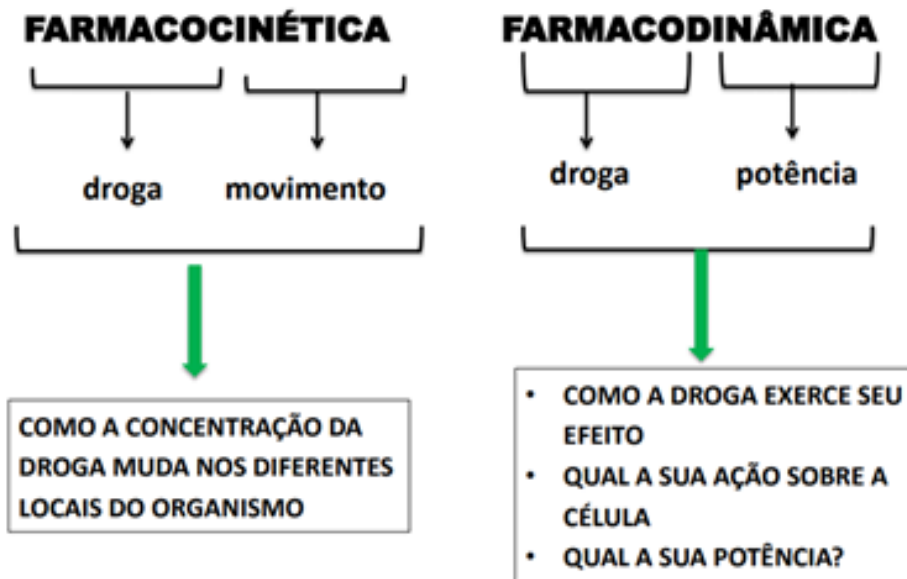 FARMACOCINÉTICA
droga movimento
COMO A CONCENTRAÇÃO DA
DROGA MUDA NOS DIFERENTES
LOCAIS DO ORGANISMO
FARMACODINÂMICA
droga potência
• COMO A DROGA EXERCE SEU
EFEITO
• QUAL A SUA AÇÃO SOBRE A
CÉLULA
• QUAL A SUA POTÊNCIA?